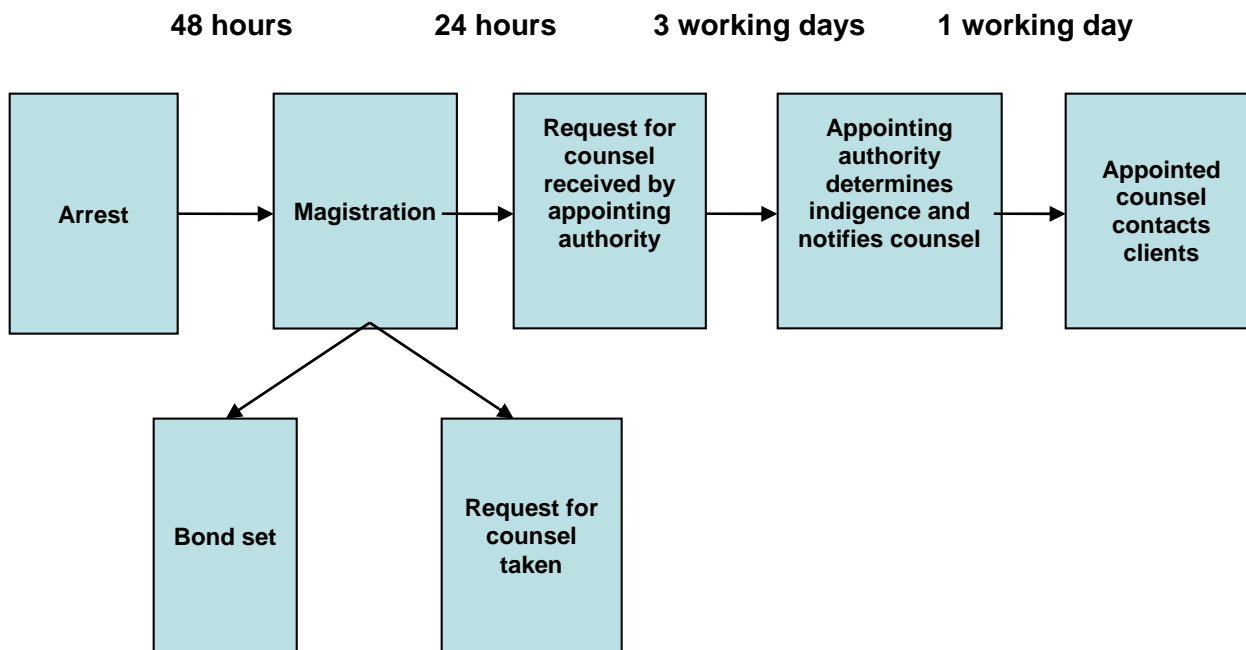 48 hours
24 hours
3 working days
1 working day
Arrest
Magistration
Request for
counsel
received by
appointing
authority
Appointing
authority
determines
indigence and
notifies counsel
Appointed
counsel
contacts
clients
Bond set
Request for
counsel
taken